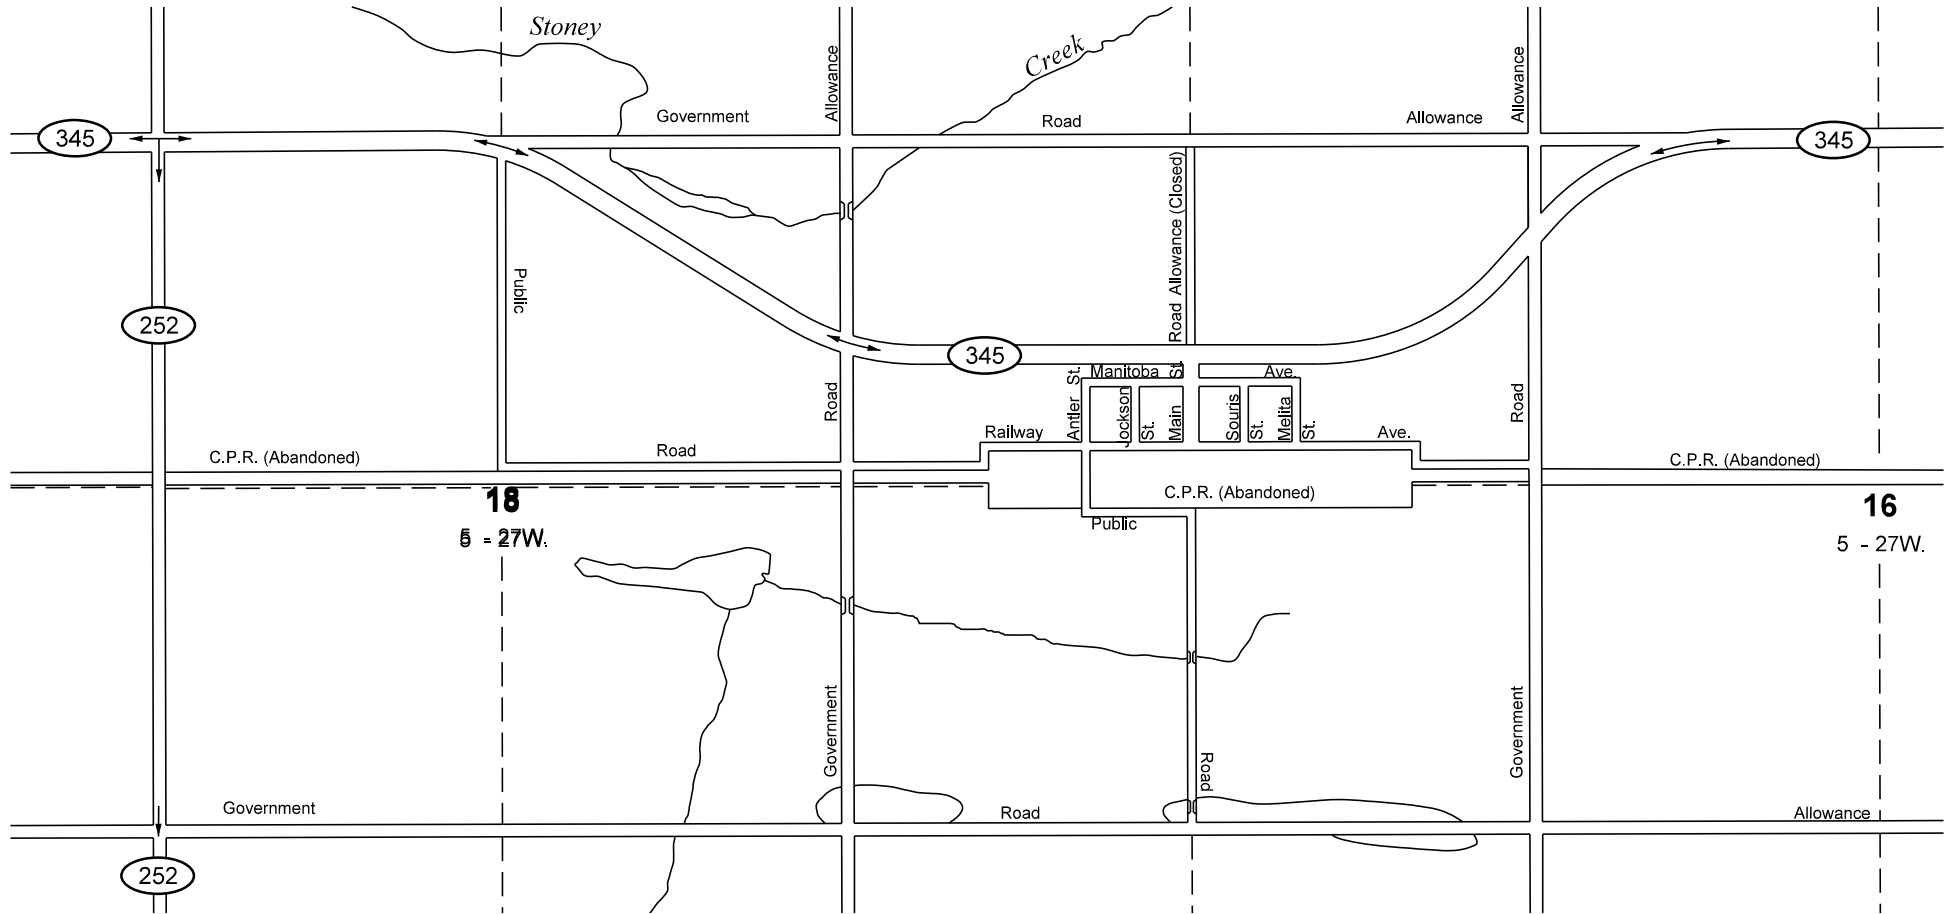 Stoney
Creek
Allowance
Allowance
Government
Road
Allowance
345
345
Road Allowance (Closed)
Public
252
345
Manitoba
Ave.
St.
St.
Antler
Jockson
St.
Main
Souris
St.
Melita
St.
Road
Road
Railway
Ave.
C.P.R. (Abandoned)
Road
C.P.R. (Abandoned)
C.P.R. (Abandoned)
18
16
Public
5 - 27W.
5 - 27W.
Government
Government
Road
Government
Road
Allowance
252